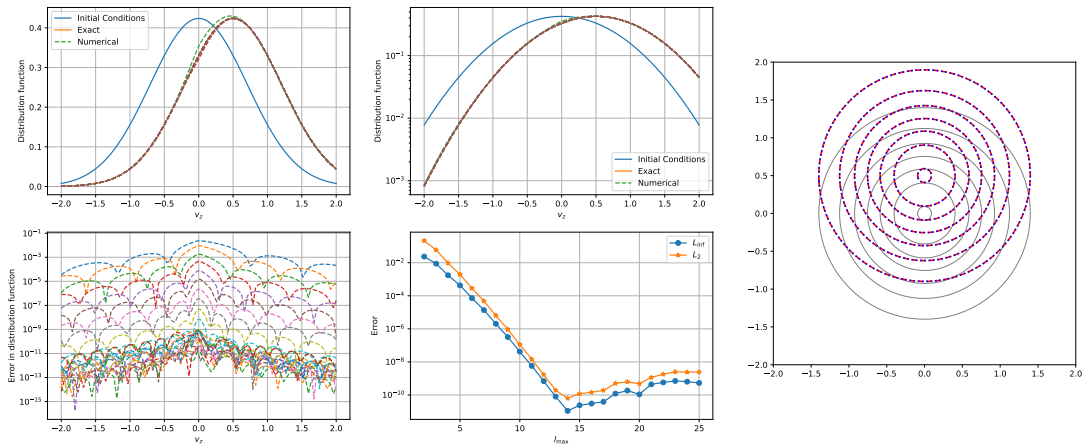 Distribution function
0.4
0.3
0.2
0.1
0.0
Initial Conditions
Exact
Numerical
-2.0 -1.5 -1.0 -0.5 0.0 0.5 1.0 1.5 2.0
v_z
Distribution function
10⁻¹
10⁻²
10⁻³
Initial Conditions
Exact
Numerical
-2.0 -1.5 -1.0 -0.5 0.0 0.5 1.0 1.5 2.0
v_z
Error in distribution function
10⁻¹
10⁻³
10⁻⁵
10⁻⁷
10⁻⁹
10⁻¹¹
10⁻¹³
10⁻¹⁵
-2.0 -1.5 -1.0 -0.5 0.0 0.5 1.0 1.5 2.0
v_z
Error
10⁻²
10⁻⁴
10⁻⁶
10⁻⁸
10⁻¹⁰
L_inf
L_2
5 10 15 20 25
l_max
2.0
1.5
1.0
0.5
0.0
-0.5
-1.0
-1.5
-2.0
-2.0 -1.5 -1.0 -0.5 0.0 0.5 1.0 1.5 2.0